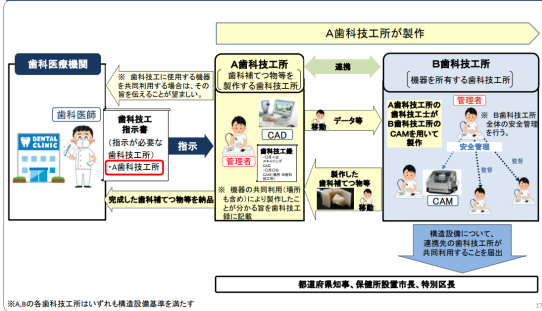 A歯科技工所が製作
歯科医療機関
※ 歯科技工に使用する機器
を共同利用する場合は、その
旨を伝えることが望ましい。
歯科医師
DENTAL
CLINIC
歯科技工
指示書
(指示が必要な
歯科技工所)
・A歯科技工所
指示
完成した歯科補てつ物等を納品
A歯科技工所
歯科補てつ物等を
製作する歯科技工所
CAD
管理者
歯科技工録
CAD
※ 機器の共同利用(場所
も含め)により製作したこ
とが分かる旨を歯科技工
録に記載
連携
移動
データ等
製作した
歯科補てつ物等
移動
B歯科技工所
機器を所有する歯科技工所
A歯科技工所の
歯科技工士が
B歯科技工所の
CAMを用いて
製作
管理者
※ B歯科技工所
全体の安全管理
を行う。
安全管理
監督
監督
監督
CAM
構造設備について、
連携先の歯科技工所が
共同利用することを届出
都道府県知事、保健所設置市長、特別区長
※A,Bの各歯科技工所はいずれも構造設備基準を満たす
17